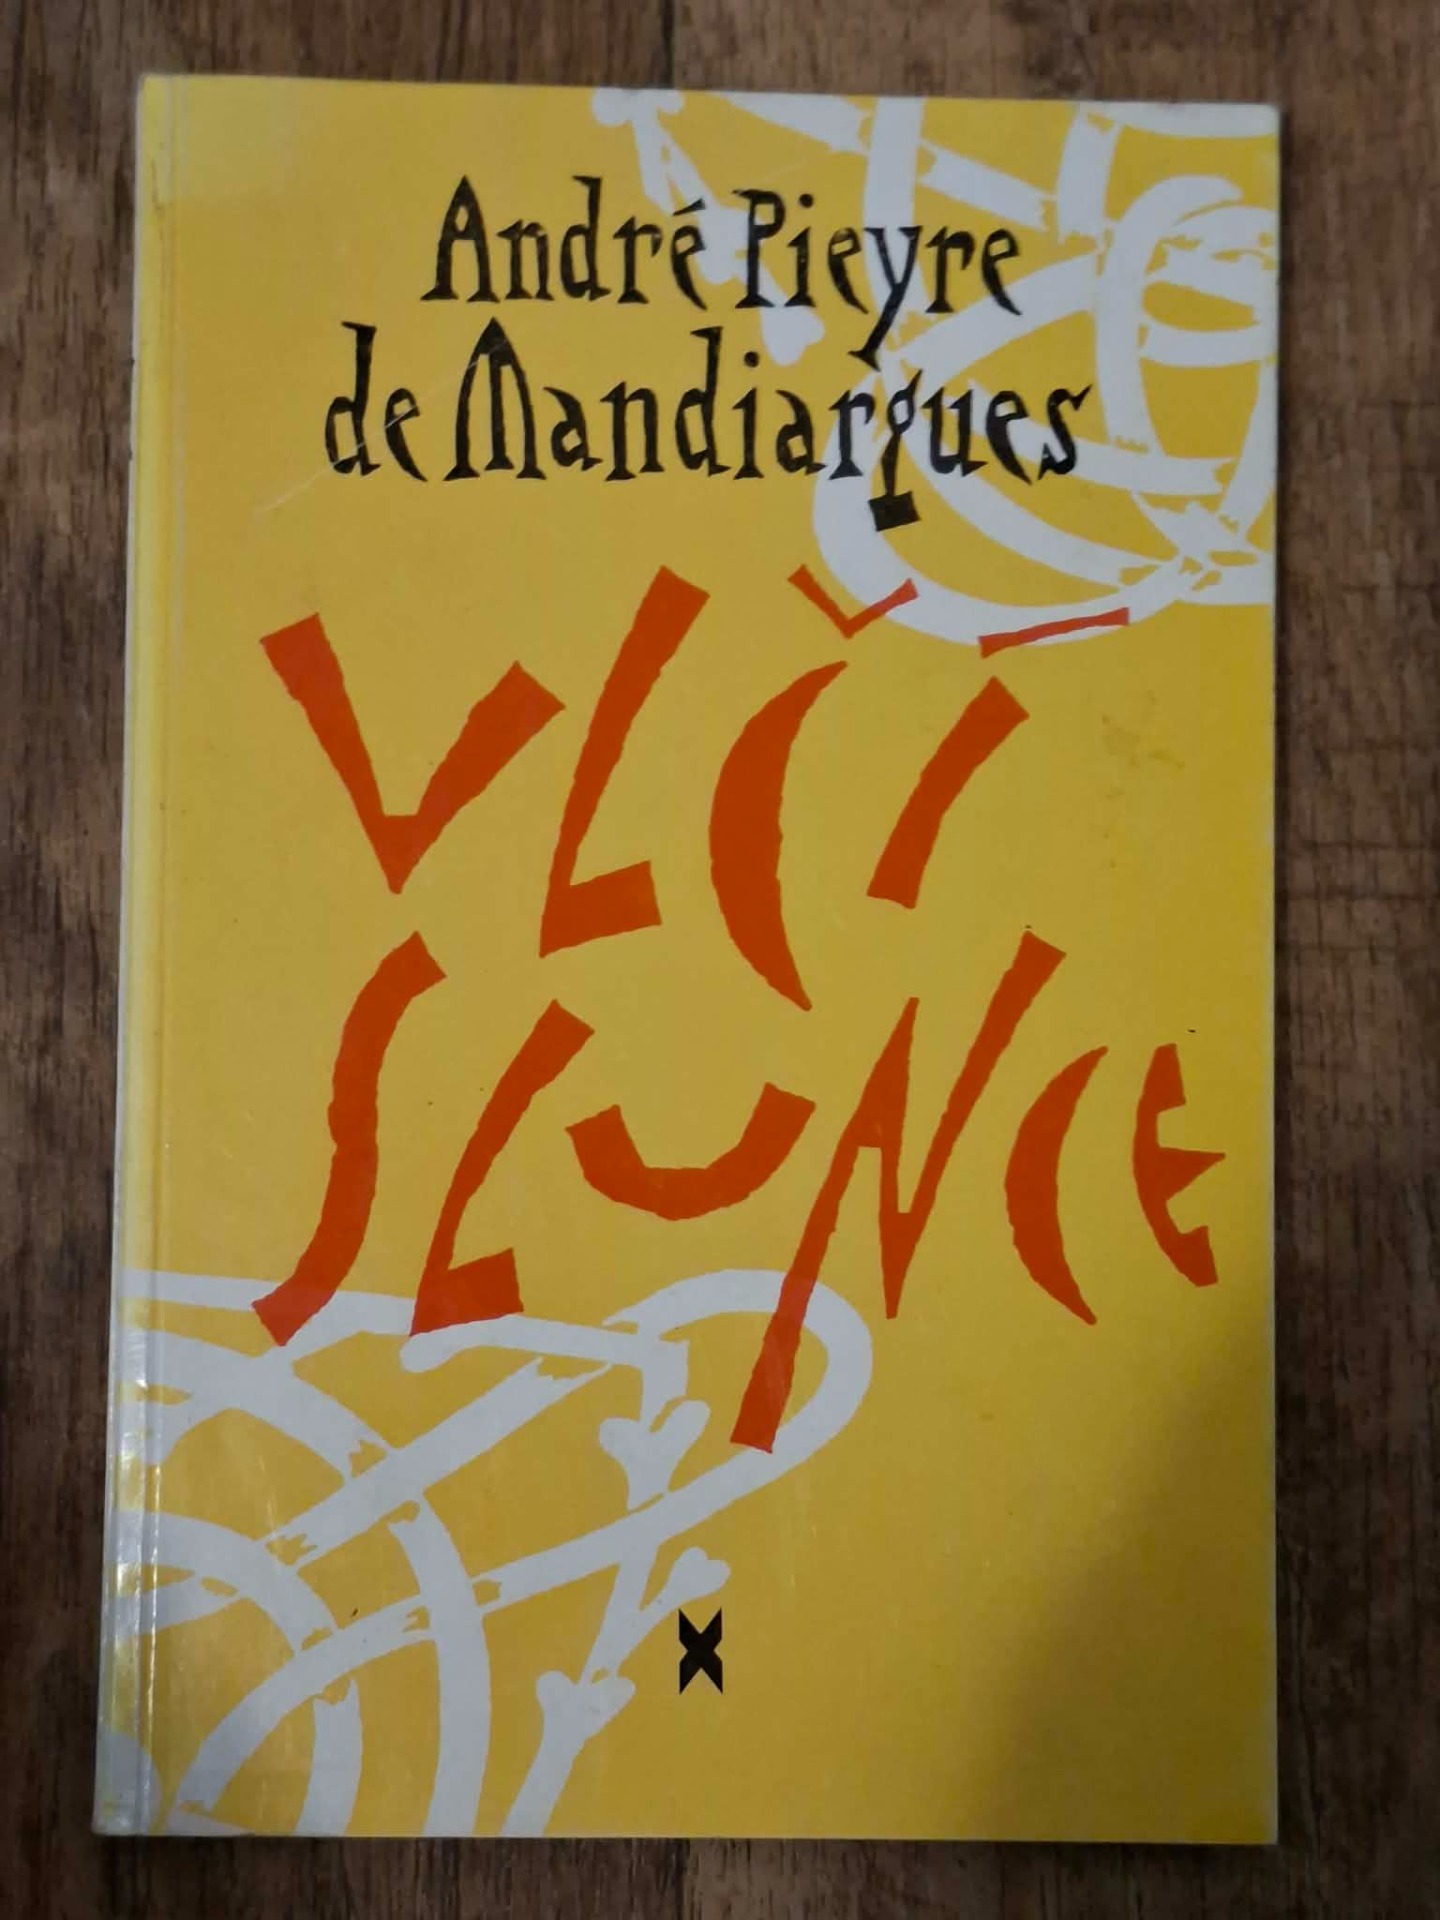 André Pieyre
de Mandiargues
VLČÍ
SLUNCE